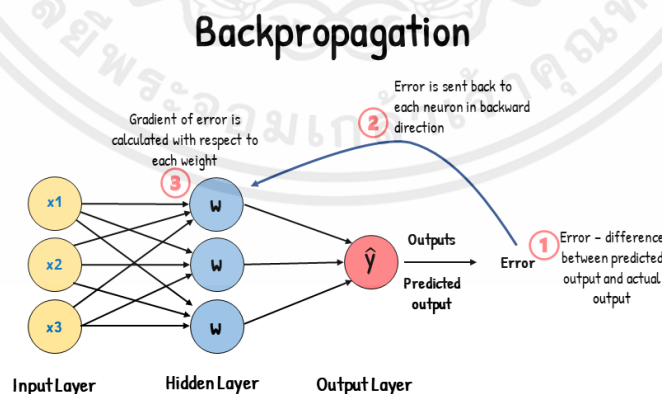 Backpropagation
Error is sent back to
each neuron in backward
direction
2
Gradient of error is
calculated with respect to
each weight
3
x1
x2
x3
w
w
w
ŷ
Outputs
Predicted
output
Error
1
Error - difference
between predicted
output and actual
output
Input Layer
Hidden Layer
Output Layer